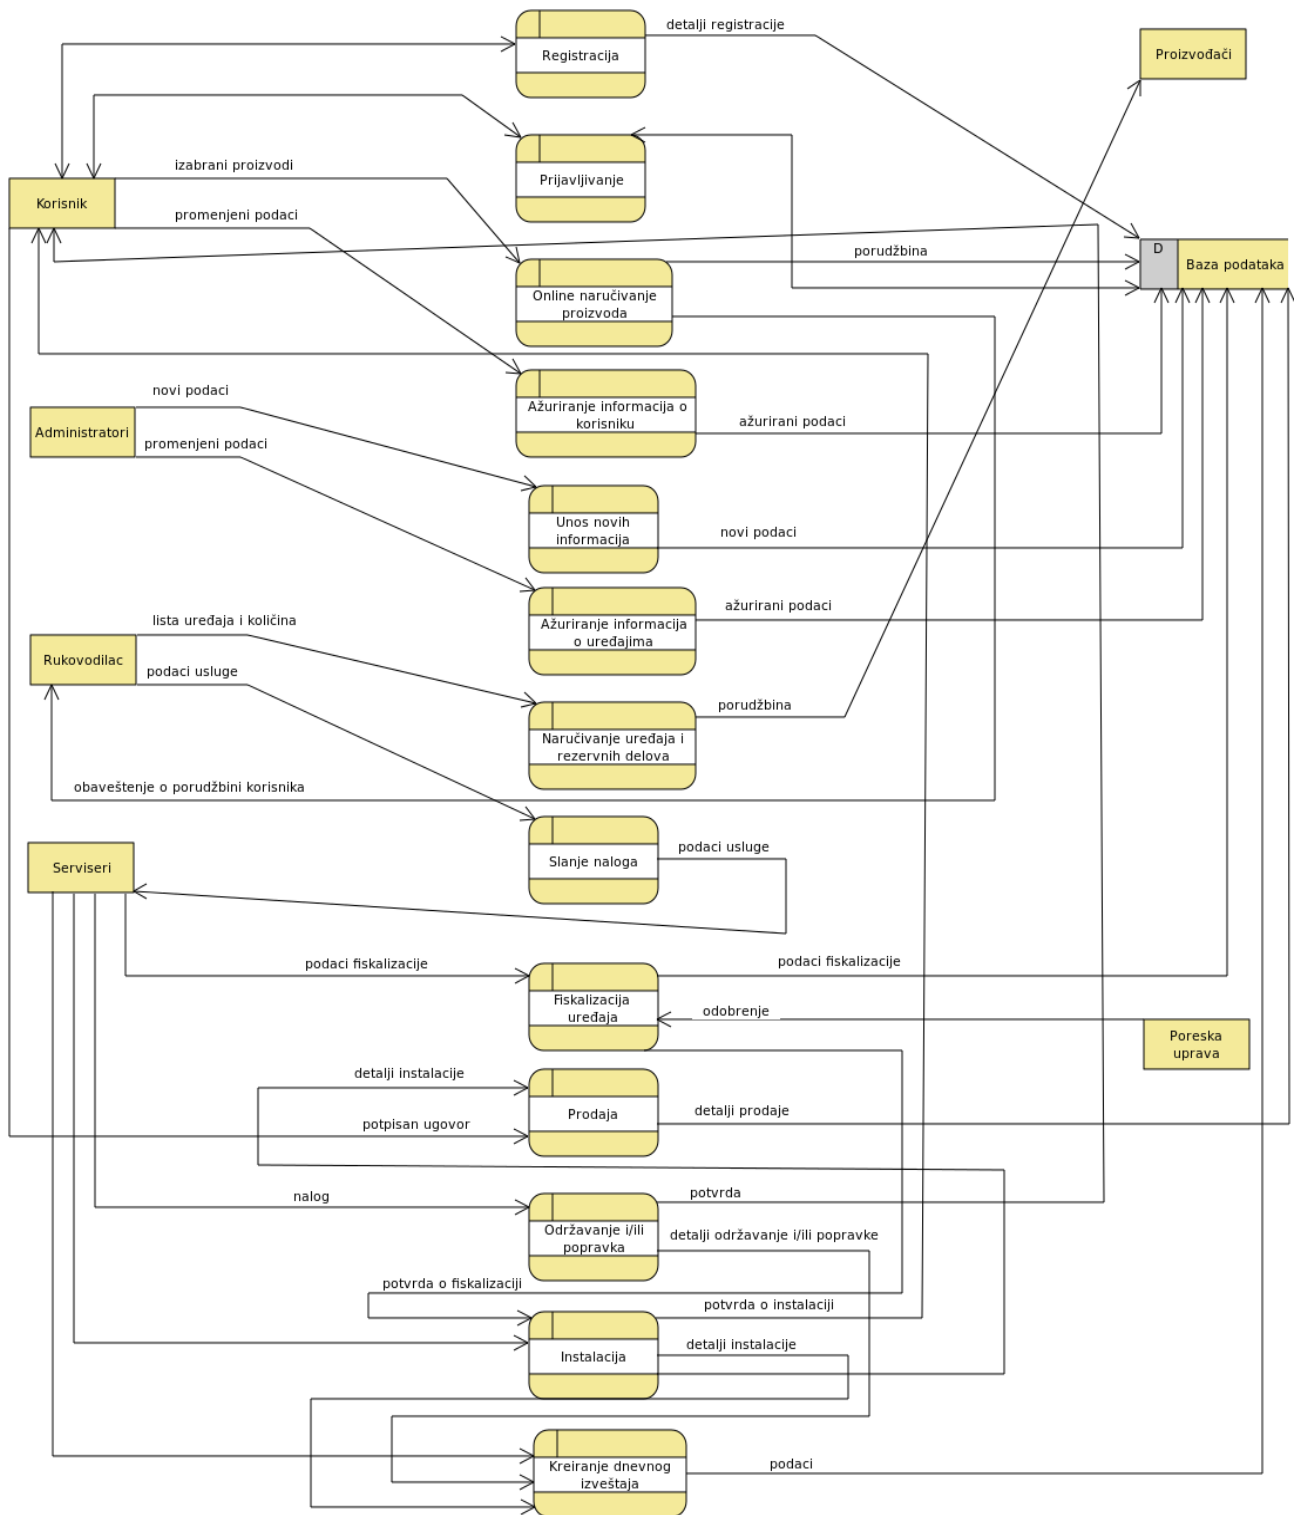 detalji registracije
Registracija
Proizvođači
izabrani proizvodi
Prijavljivanje
Korisnik
promenjeni podaci
porudžbina
D
Baza podataka
Online naručivanje
proizvoda
novi podaci
Ažuriranje informacija o
korisniku
ažurirani podaci
Administratori
promenjeni podaci
Unos novih
informacija
novi podaci
ažurirani podaci
lista uređaja i količina
Ažuriranje informacija
o uređajima
Rukovodilac
podaci usluge
porudžbina
Naručivanje uređaja i
rezervnih delova
obaveštenje o porudžbini korisnika
podaci usluge
Serviseri
Slanje naloga
podaci fiskalizacije
podaci fiskalizacije
Fiskalizacija
uređaja
odobrenje
Poreska
uprava
detalji instalacije
Prodaja
detalji prodaje
potpisan ugovor
nalog
potvrda
Održavanje i/ili
popravka
detalji održavanje i/ili popravke
potvrda o fiskalizaciji
potvrda o instaliciji
detalji instalacije
Instalacija
Kreiranje dnevnog
izveštaja
podaci